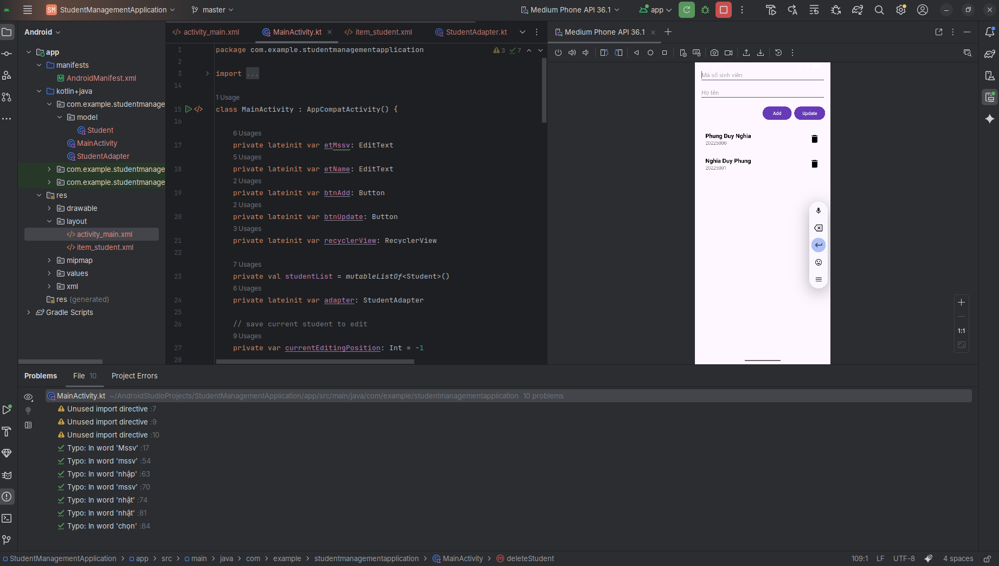 SM StudentManagementApplication master Medium Phone API 36.1 app
Android
app
manifests
AndroidManifest.xml
kotlin+java
com.example.studentmanage
model
Student
MainActivity
StudentAdapter
com.example.studentmanage
com.example.studentmanage
res
drawable
layout
activity_main.xml
item_student.xml
mipmap
values
xml
res (generated)
Gradle Scripts
activity_main.xml MainActivity.kt item_student.xml StudentAdapter.kt
3 7
1 package com.example.studentmanagementapplication
2
3 import ...
14
1 Usage
15 class MainActivity : AppCompatActivity() {
16
6 Usages
17 private lateinit var etMssv: EditText
5 Usages
18 private lateinit var etName: EditText
2 Usages
19 private lateinit var btnAdd: Button
2 Usages
20 private lateinit var btnUpdate: Button
3 Usages
21 private lateinit var recyclerView: RecyclerView
22
7 Usages
23 private val studentList = mutableListOf<Student>()
6 Usages
24 private lateinit var adapter: StudentAdapter
25
26 // save current student to edit
9 Usages
27 private var currentEditingPosition: Int = -1
28
Medium Phone API 36.1
Mã số sinh viên
Họ tên
Add Update
Phung Duy Nghia
20225000
Nghia Duy Phung
20225001
1:1
Problems File 10 Project Errors
MainActivity.kt ~/AndroidStudioProjects/StudentManagementApplication/app/src/main/java/com/example/studentmanagementapplication 10 problems
Unused import directive :7
Unused import directive :9
Unused import directive :10
Typo: In word 'Mssv' :17
Typo: In word 'mssv' :54
Typo: In word 'nhập' :63
Typo: In word 'mssv' :70
Typo: In word 'nhật' :74
Typo: In word 'nhật' :81
Typo: In word 'chọn' :84
StudentManagementApplication > app > src > main > java > com > example > studentmanagementapplication > MainActivity > deleteStudent
109:1 LF UTF-8 4 spaces